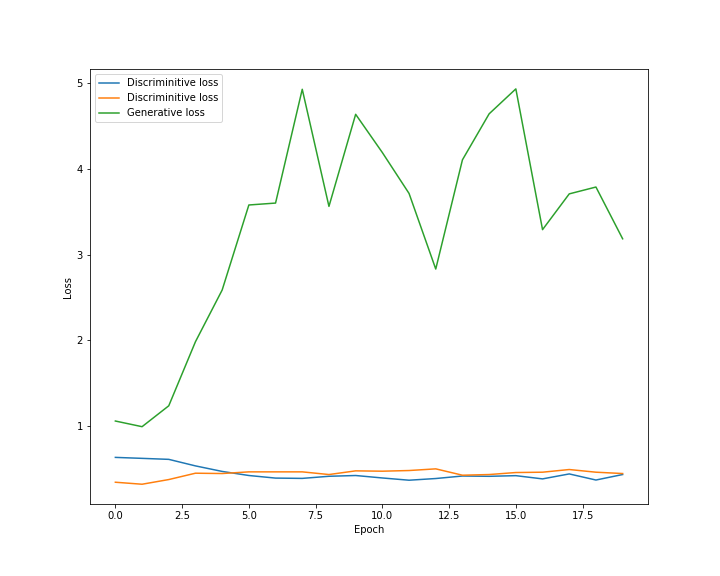 Discriminitive loss
Discriminitive loss
Generative loss
5
4
3
2
1
Loss
0.0 2.5 5.0 7.5 10.0 12.5 15.0 17.5
Epoch